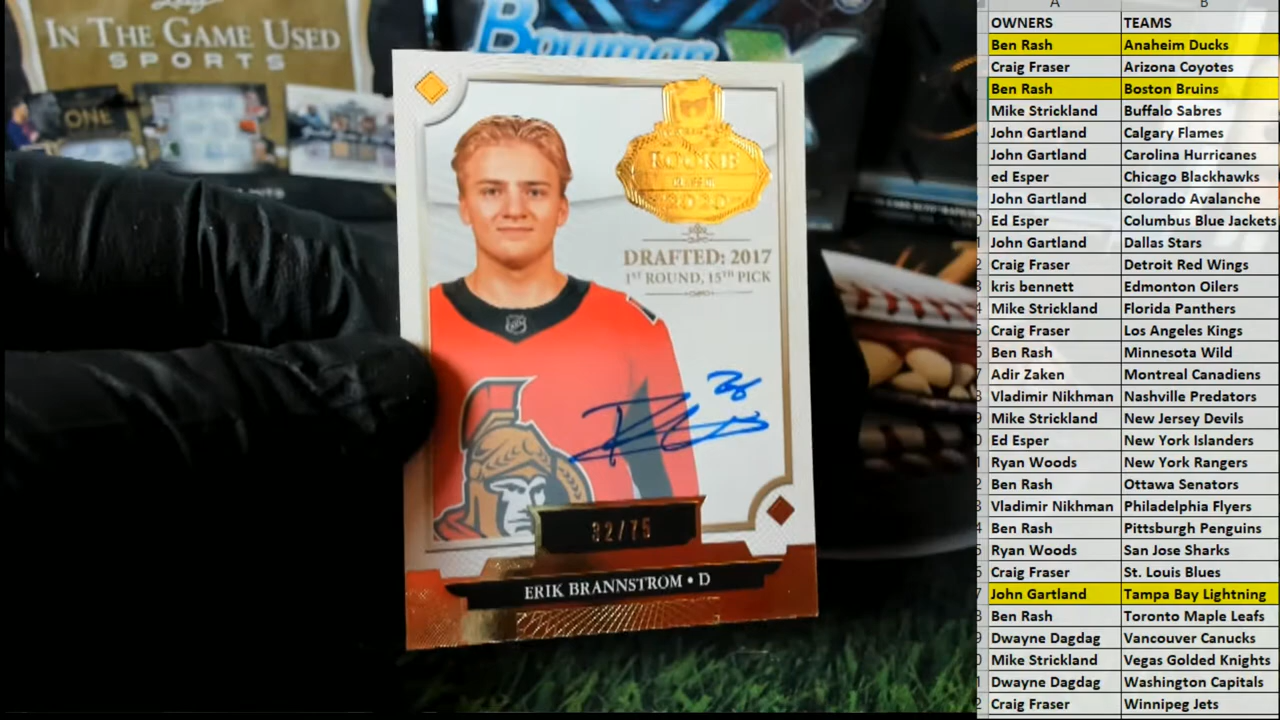 IN THE GAME USED
SPORTS
ONE
Bowman
ROOKIE
2020
DRAFTED: 2017
1ST ROUND, 15TH PICK
32/75
ERIK BRANNSTROM • D
A B
OWNERS TEAMS
Ben Rash Anaheim Ducks
Craig Fraser Arizona Coyotes
Ben Rash Boston Bruins
Mike Strickland Buffalo Sabres
John Gartland Calgary Flames
John Gartland Carolina Hurricanes
ed Esper Chicago Blackhawks
John Gartland Colorado Avalanche
Ed Esper Columbus Blue Jackets
John Gartland Dallas Stars
Craig Fraser Detroit Red Wings
kris bennett Edmonton Oilers
Mike Strickland Florida Panthers
Craig Fraser Los Angeles Kings
Ben Rash Minnesota Wild
Adir Zaken Montreal Canadiens
Vladimir Nikhman Nashville Predators
Mike Strickland New Jersey Devils
Ed Esper New York Islanders
Ryan Woods New York Rangers
Ben Rash Ottawa Senators
Vladimir Nikhman Philadelphia Flyers
Ben Rash Pittsburgh Penguins
Ryan Woods San Jose Sharks
Craig Fraser St. Louis Blues
John Gartland Tampa Bay Lightning
Ben Rash Toronto Maple Leafs
Dwayne Dagdag Vancouver Canucks
Mike Strickland Vegas Golded Knights
Dwayne Dagdag Washington Capitals
Craig Fraser Winnipeg Jets